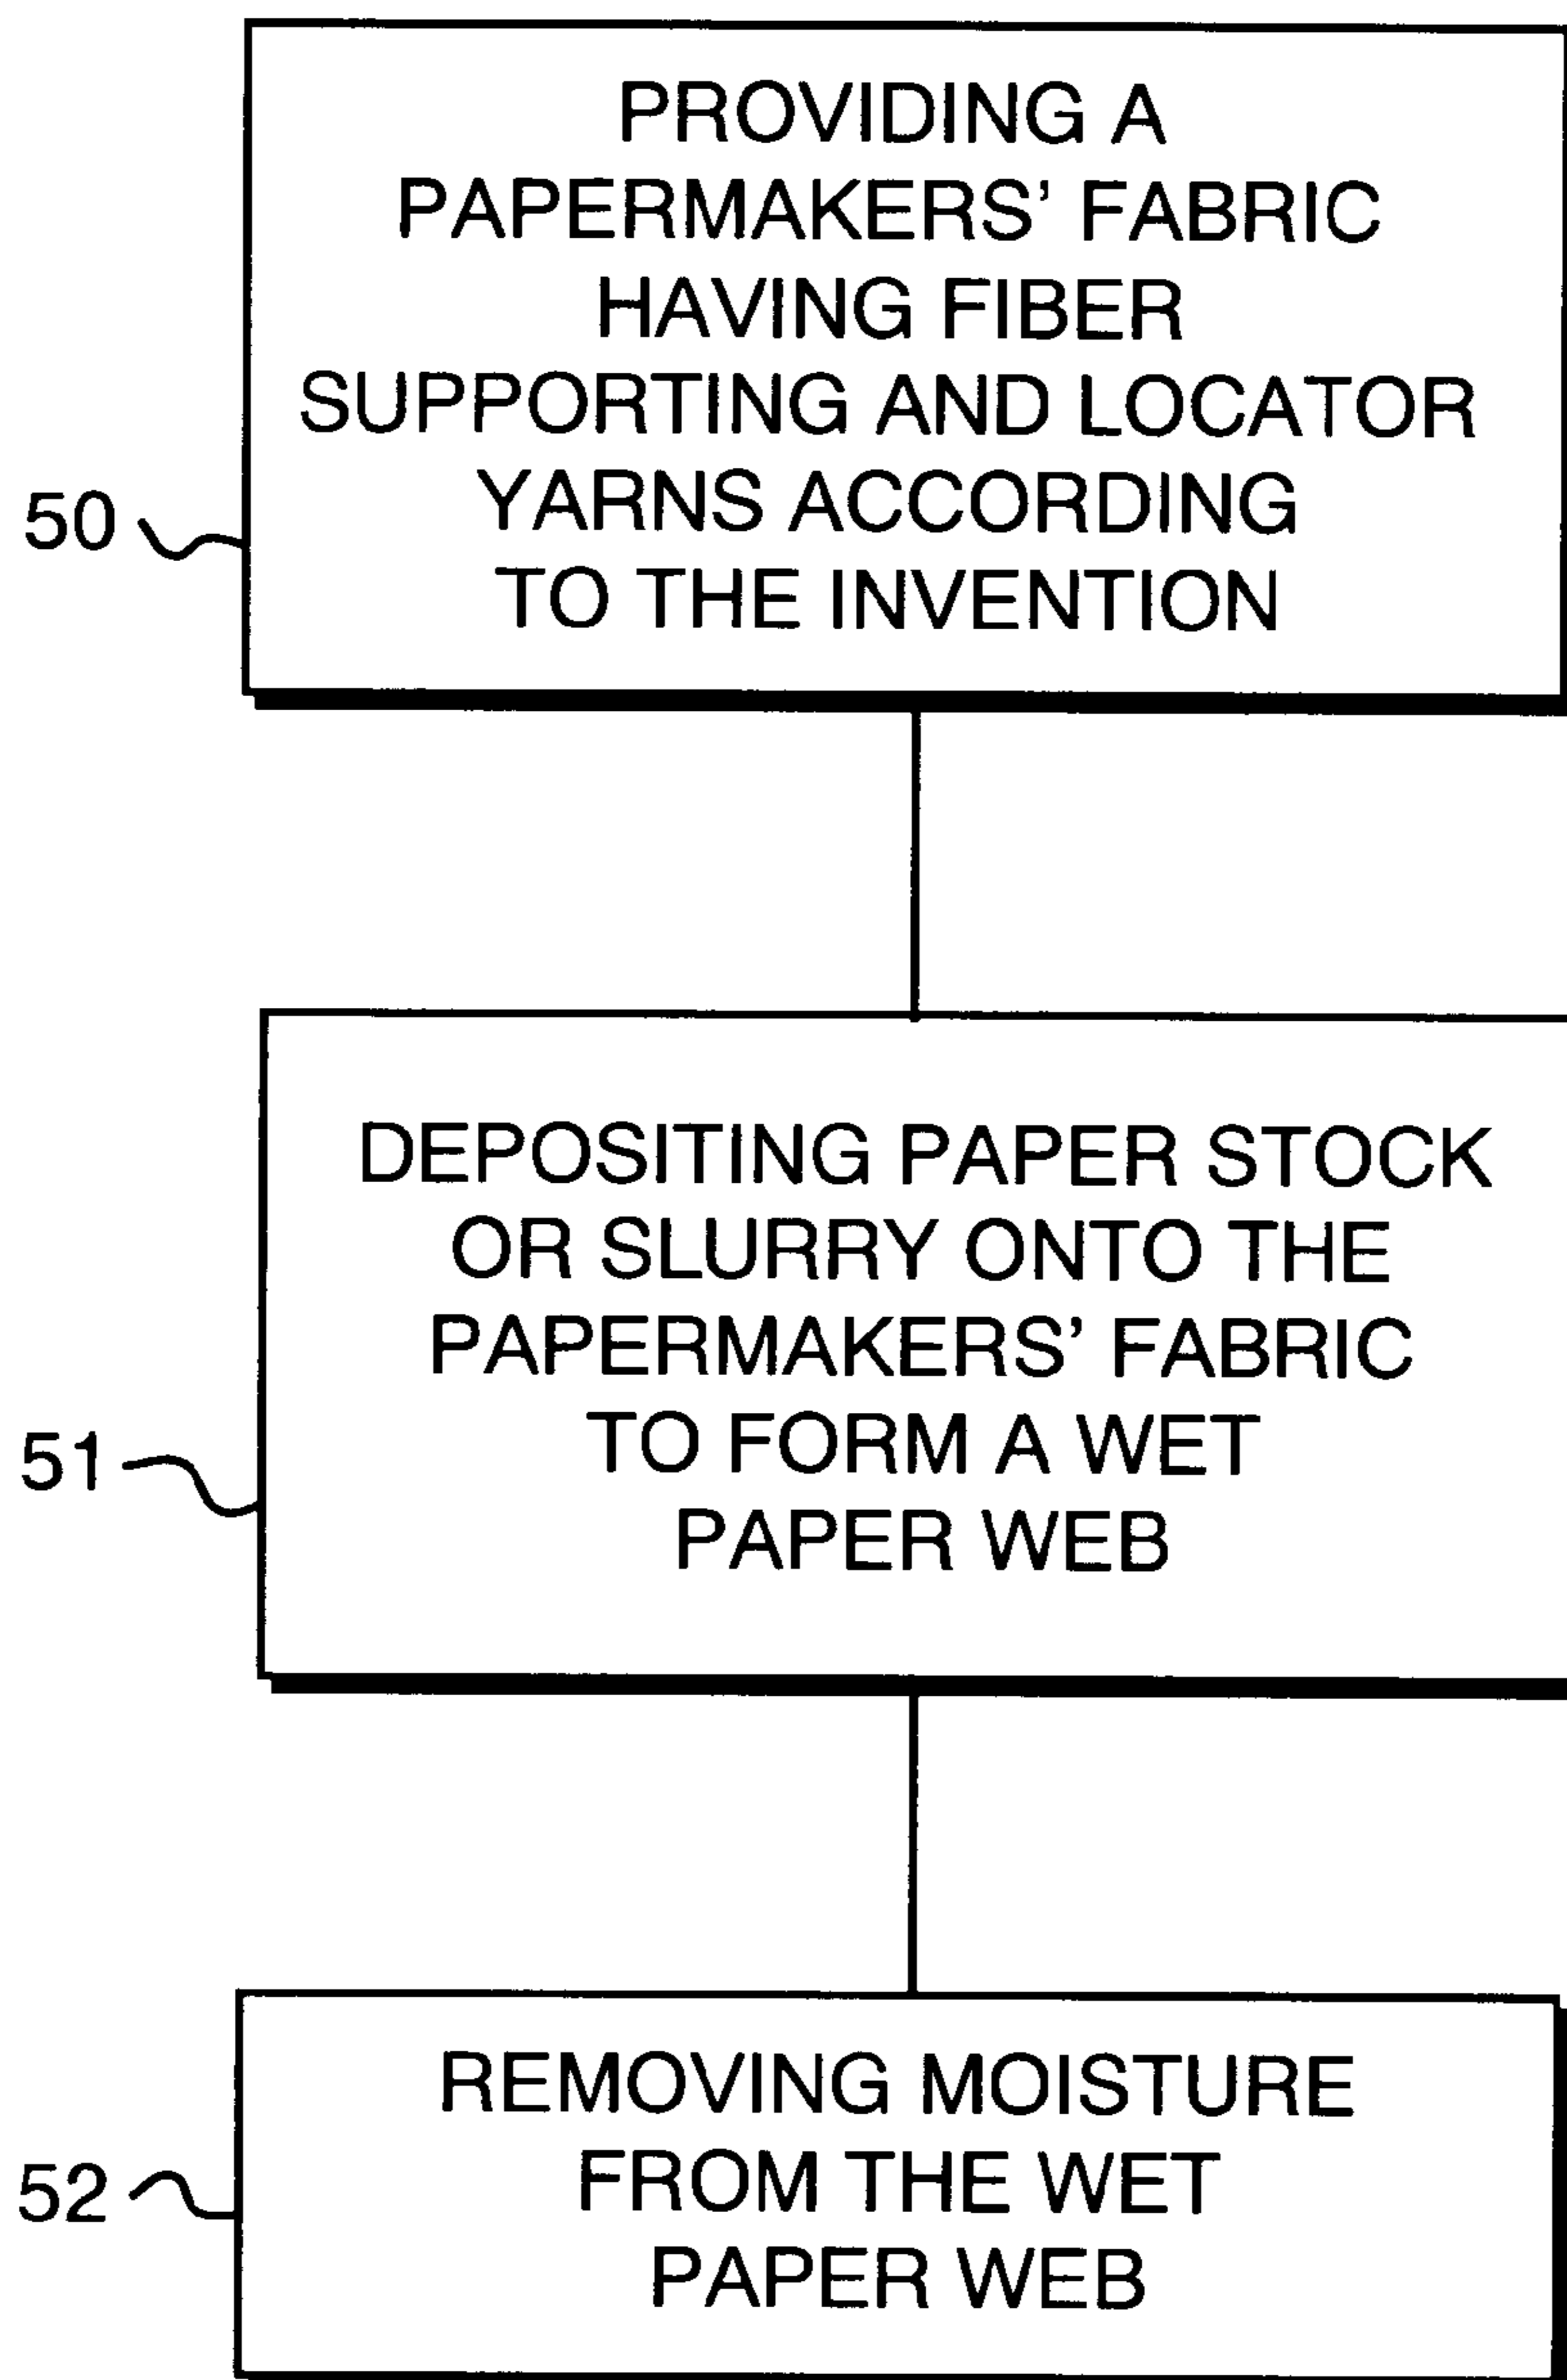 PROVIDING A
PAPERMAKERS' FABRIC
HAVING FIBER
SUPPORTING AND LOCATOR
YARNS ACCORDING
TO THE INVENTION
50
DEPOSITING PAPER STOCK
OR SLURRY ONTO THE
PAPERMAKERS' FABRIC
TO FORM A WET
PAPER WEB
51
REMOVING MOISTURE
FROM THE WET
PAPER WEB
52